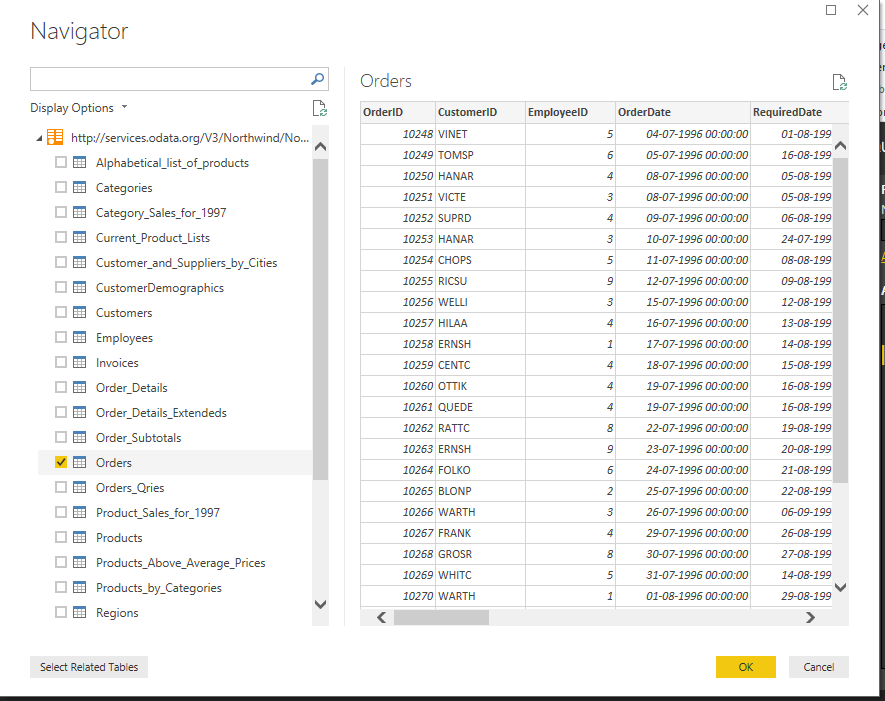 Navigator
Display Options
http://services.odata.org/V3/Northwind/No...
Alphabetical_list_of_products
Categories
Category_Sales_for_1997
Current_Product_Lists
Customer_and_Suppliers_by_Cities
CustomerDemographics
Customers
Employees
Invoices
Order_Details
Order_Details_Extendeds
Order_Subtotals
Orders
Orders_Qries
Product_Sales_for_1997
Products
Products_Above_Average_Prices
Products_by_Categories
Regions
Orders
OrderID CustomerID EmployeeID OrderDate RequiredDate
10248 VINET 5 04-07-1996 00:00:00 01-08-199
10249 TOMSP 6 05-07-1996 00:00:00 16-08-199
10250 HANAR 4 08-07-1996 00:00:00 05-08-199
10251 VICTE 3 08-07-1996 00:00:00 05-08-199
10252 SUPRD 4 09-07-1996 00:00:00 06-08-199
10253 HANAR 3 10-07-1996 00:00:00 24-07-199
10254 CHOPS 5 11-07-1996 00:00:00 08-08-199
10255 RICSU 9 12-07-1996 00:00:00 09-08-199
10256 WELLI 3 15-07-1996 00:00:00 12-08-199
10257 HILAA 4 16-07-1996 00:00:00 13-08-199
10258 ERNSH 1 17-07-1996 00:00:00 14-08-199
10259 CENTC 4 18-07-1996 00:00:00 15-08-199
10260 OTTIK 4 19-07-1996 00:00:00 16-08-199
10261 QUEDE 4 19-07-1996 00:00:00 16-08-199
10262 RATTC 8 22-07-1996 00:00:00 19-08-199
10263 ERNSH 9 23-07-1996 00:00:00 20-08-199
10264 FOLKO 6 24-07-1996 00:00:00 21-08-199
10265 BLONP 2 25-07-1996 00:00:00 22-08-199
10266 WARTH 3 26-07-1996 00:00:00 06-09-199
10267 FRANK 4 29-07-1996 00:00:00 26-08-199
10268 GROSR 8 30-07-1996 00:00:00 27-08-199
10269 WHITC 5 31-07-1996 00:00:00 14-08-199
10270 WARTH 1 01-08-1996 00:00:00 29-08-199
Select Related Tables
OK
Cancel